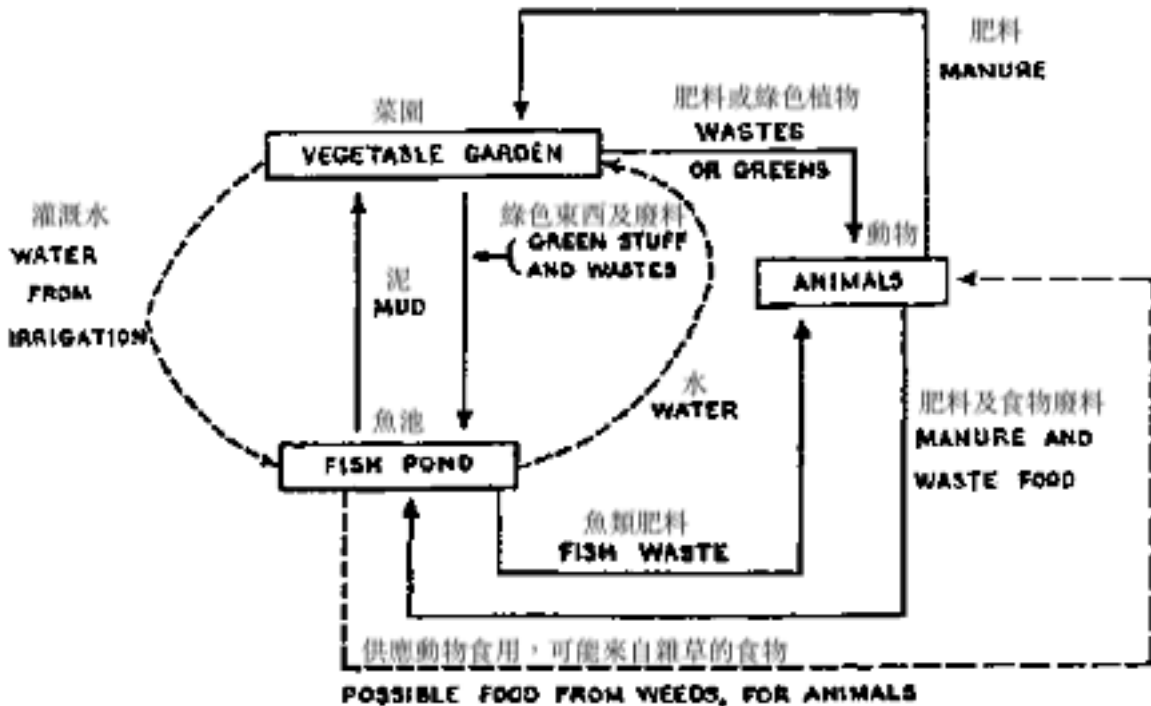 肥料
MANURE
菜園
VEGETABLE GARDEN
肥料或綠色植物
WASTES
OR GREENS
灌溉水
WATER
FROM
IRRIGATION
綠色東西及廢料
GREEN STUFF
AND WASTES
泥
MUD
動物
ANIMALS
水
WATER
魚池
FISH POND
肥料及食物廢料
MANURE AND
WASTE FOOD
魚類肥料
FISH WASTE
供應動物食用，可能來自雜草的食物
POSSIBLE FOOD FROM WEEDS, FOR ANIMALS